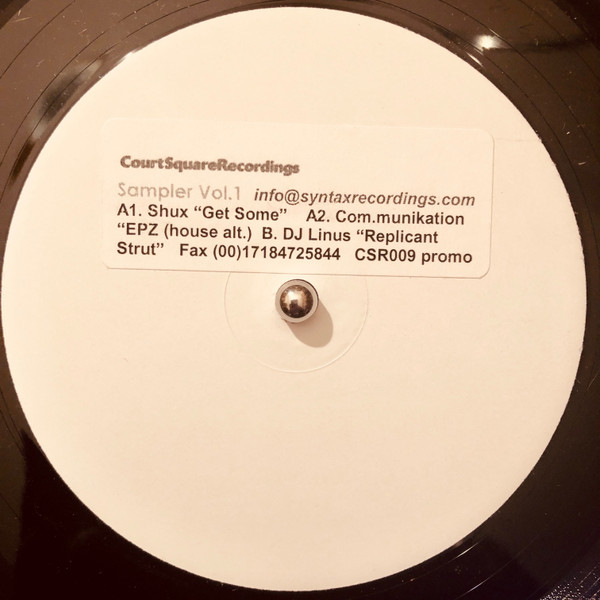 CourtSquareRecordings
Sampler Vol.1 info@syntaxrecordings.com
A1. Shux “Get Some” A2. Com.munikation
“EPZ (house alt.) B. DJ Linus “Replicant
Strut” Fax (00)17184725844 CSR009 promo